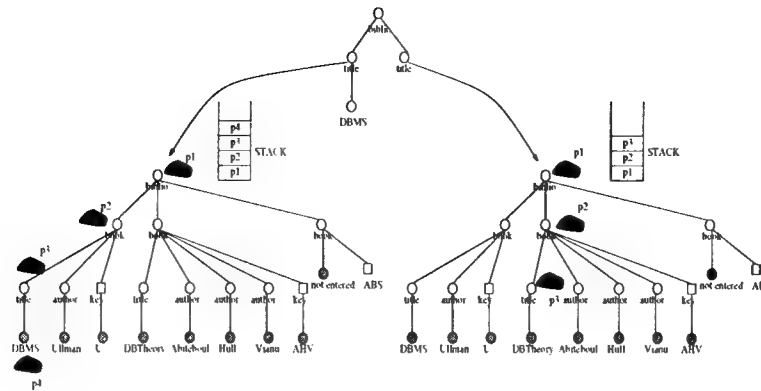 title title
DBMS
p4
p3 p3
p1 p2 STACK p1 p2 STACK
p1 p1
biblio biblio
p2 p2
book book book book book book
p3 not entered ABS not entered
title author key title author author author key title author key title p3 author author author key
DBMS Ullman U DBTheory Abiteboul Hull Vianu AHV DBMS Ullman U DBTheory Abiteboul Hull Vianu AHV
p4